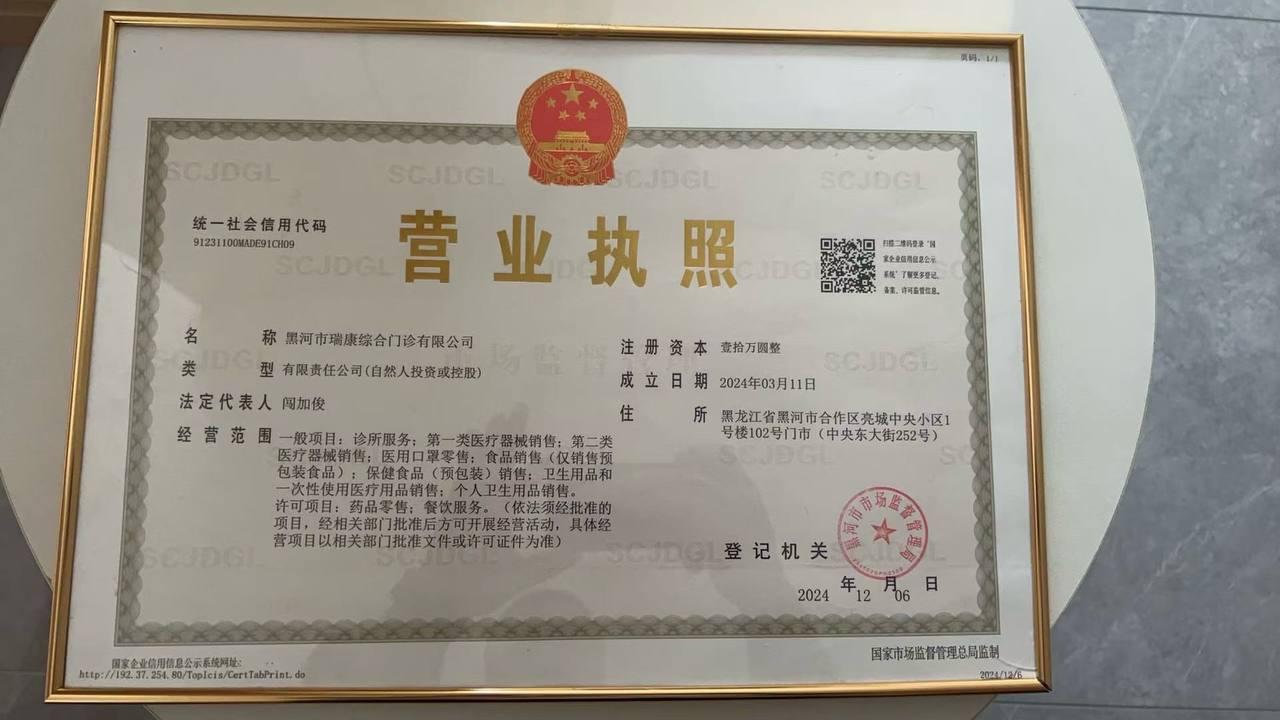 页码:1/1
统一社会信用代码
91231100MADE91CH09
营业执照
扫描二维码登录‘国
家企业信用信息公示
系统’了解更多登记、
备案、许可监管信息。
名称 黑河市瑞康综合门诊有限公司
类型 有限责任公司(自然人投资或控股)
法定代表人 闯加俊
经营范围 一般项目:诊所服务;第一类医疗器械销售;第二类
医疗器械销售;医用口罩零售;食品销售(仅销售预
包装食品);保健食品(预包装)销售;卫生用品和
一次性使用医疗用品销售;个人卫生用品销售。
许可项目:药品零售;餐饮服务。(依法须经批准的
项目,经相关部门批准后方可开展经营活动,具体经
营项目以相关部门批准文件或许可证件为准)
注册资本 壹拾万圆整
成立日期 2024年03月11日
住所 黑龙江省黑河市合作区亮城中央小区1
号楼102号门市(中央东大街252号)
登记机关
黑河市市场监督管理局
2024年12月06日
国家企业信用信息公示系统网址:
http://192.37.254.80/TopIcis/CertTabPrint.do
国家市场监督管理总局监制
2024/12/6
SCJDGL
市场监督管理